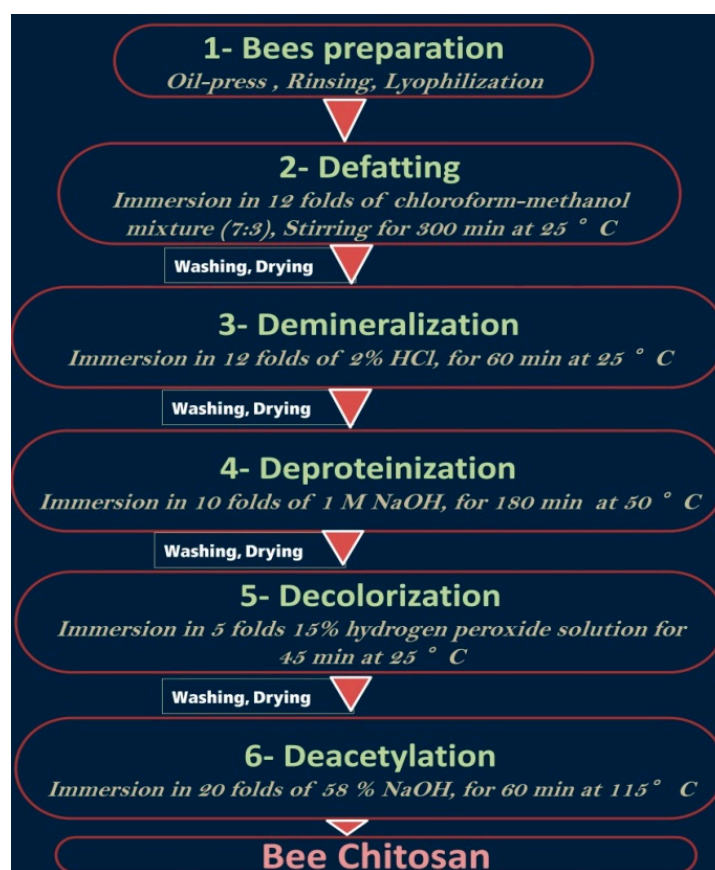 1- Bees preparation
Oil-press , Rinsing, Lyophilization
2- Defatting
Immersion in 12 folds of chloroform-methanol
mixture (7:3), Stirring for 300 min at 25 ° C
Washing, Drying
3- Demineralization
Immersion in 12 folds of 2% HCl, for 60 min at 25 ° C
Washing, Drying
4- Deproteinization
Immersion in 10 folds of 1 M NaOH, for 180 min at 50 ° C
Washing, Drying
5- Decolorization
Immersion in 5 folds 15% hydrogen peroxide solution for
45 min at 25 ° C
Washing, Drying
6- Deacetylation
Immersion in 20 folds of 58 % NaOH, for 60 min at 115° C
Bee Chitosan